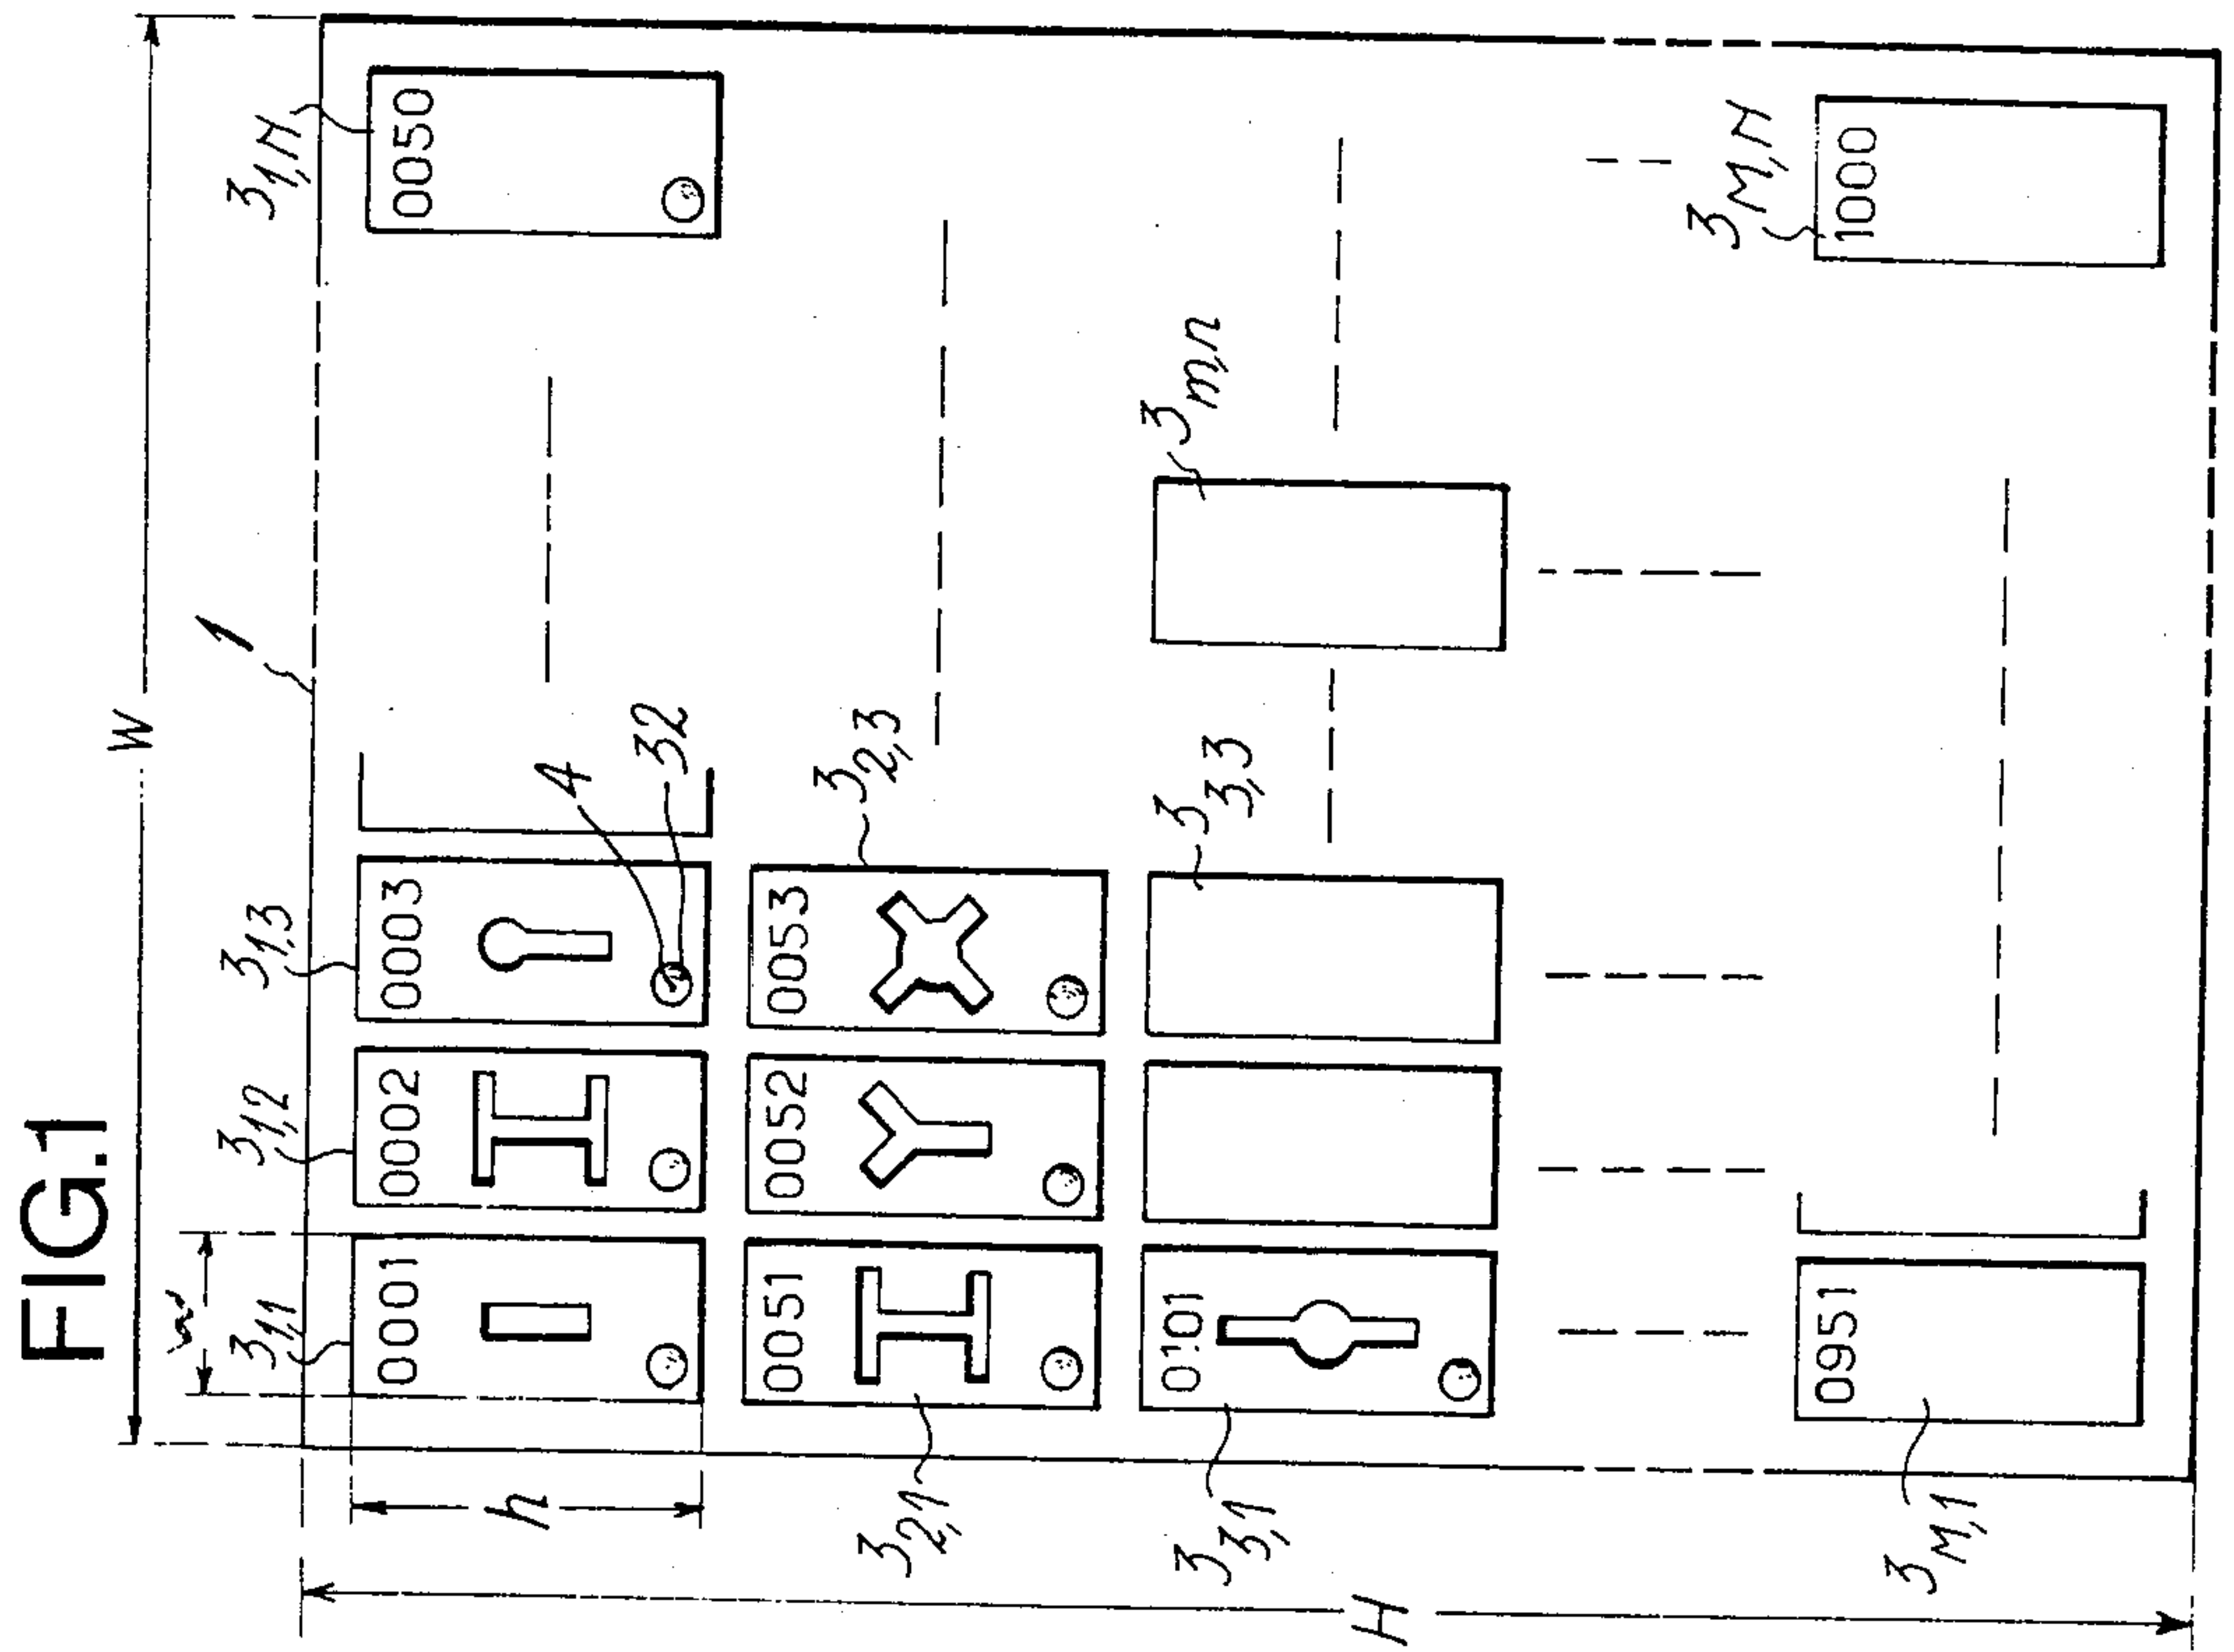 FIG.1
W
1
w
3₁,₁
3₁,₂
3₁,₃
3₁,N
h
0001
0002
0003
0050
4
32
3₂,₁
0051
0052
0053
3₂,₃
3₃,₁
0101
3₃,₃
3m,n
H
3M,₁
0951
3M,N
1000